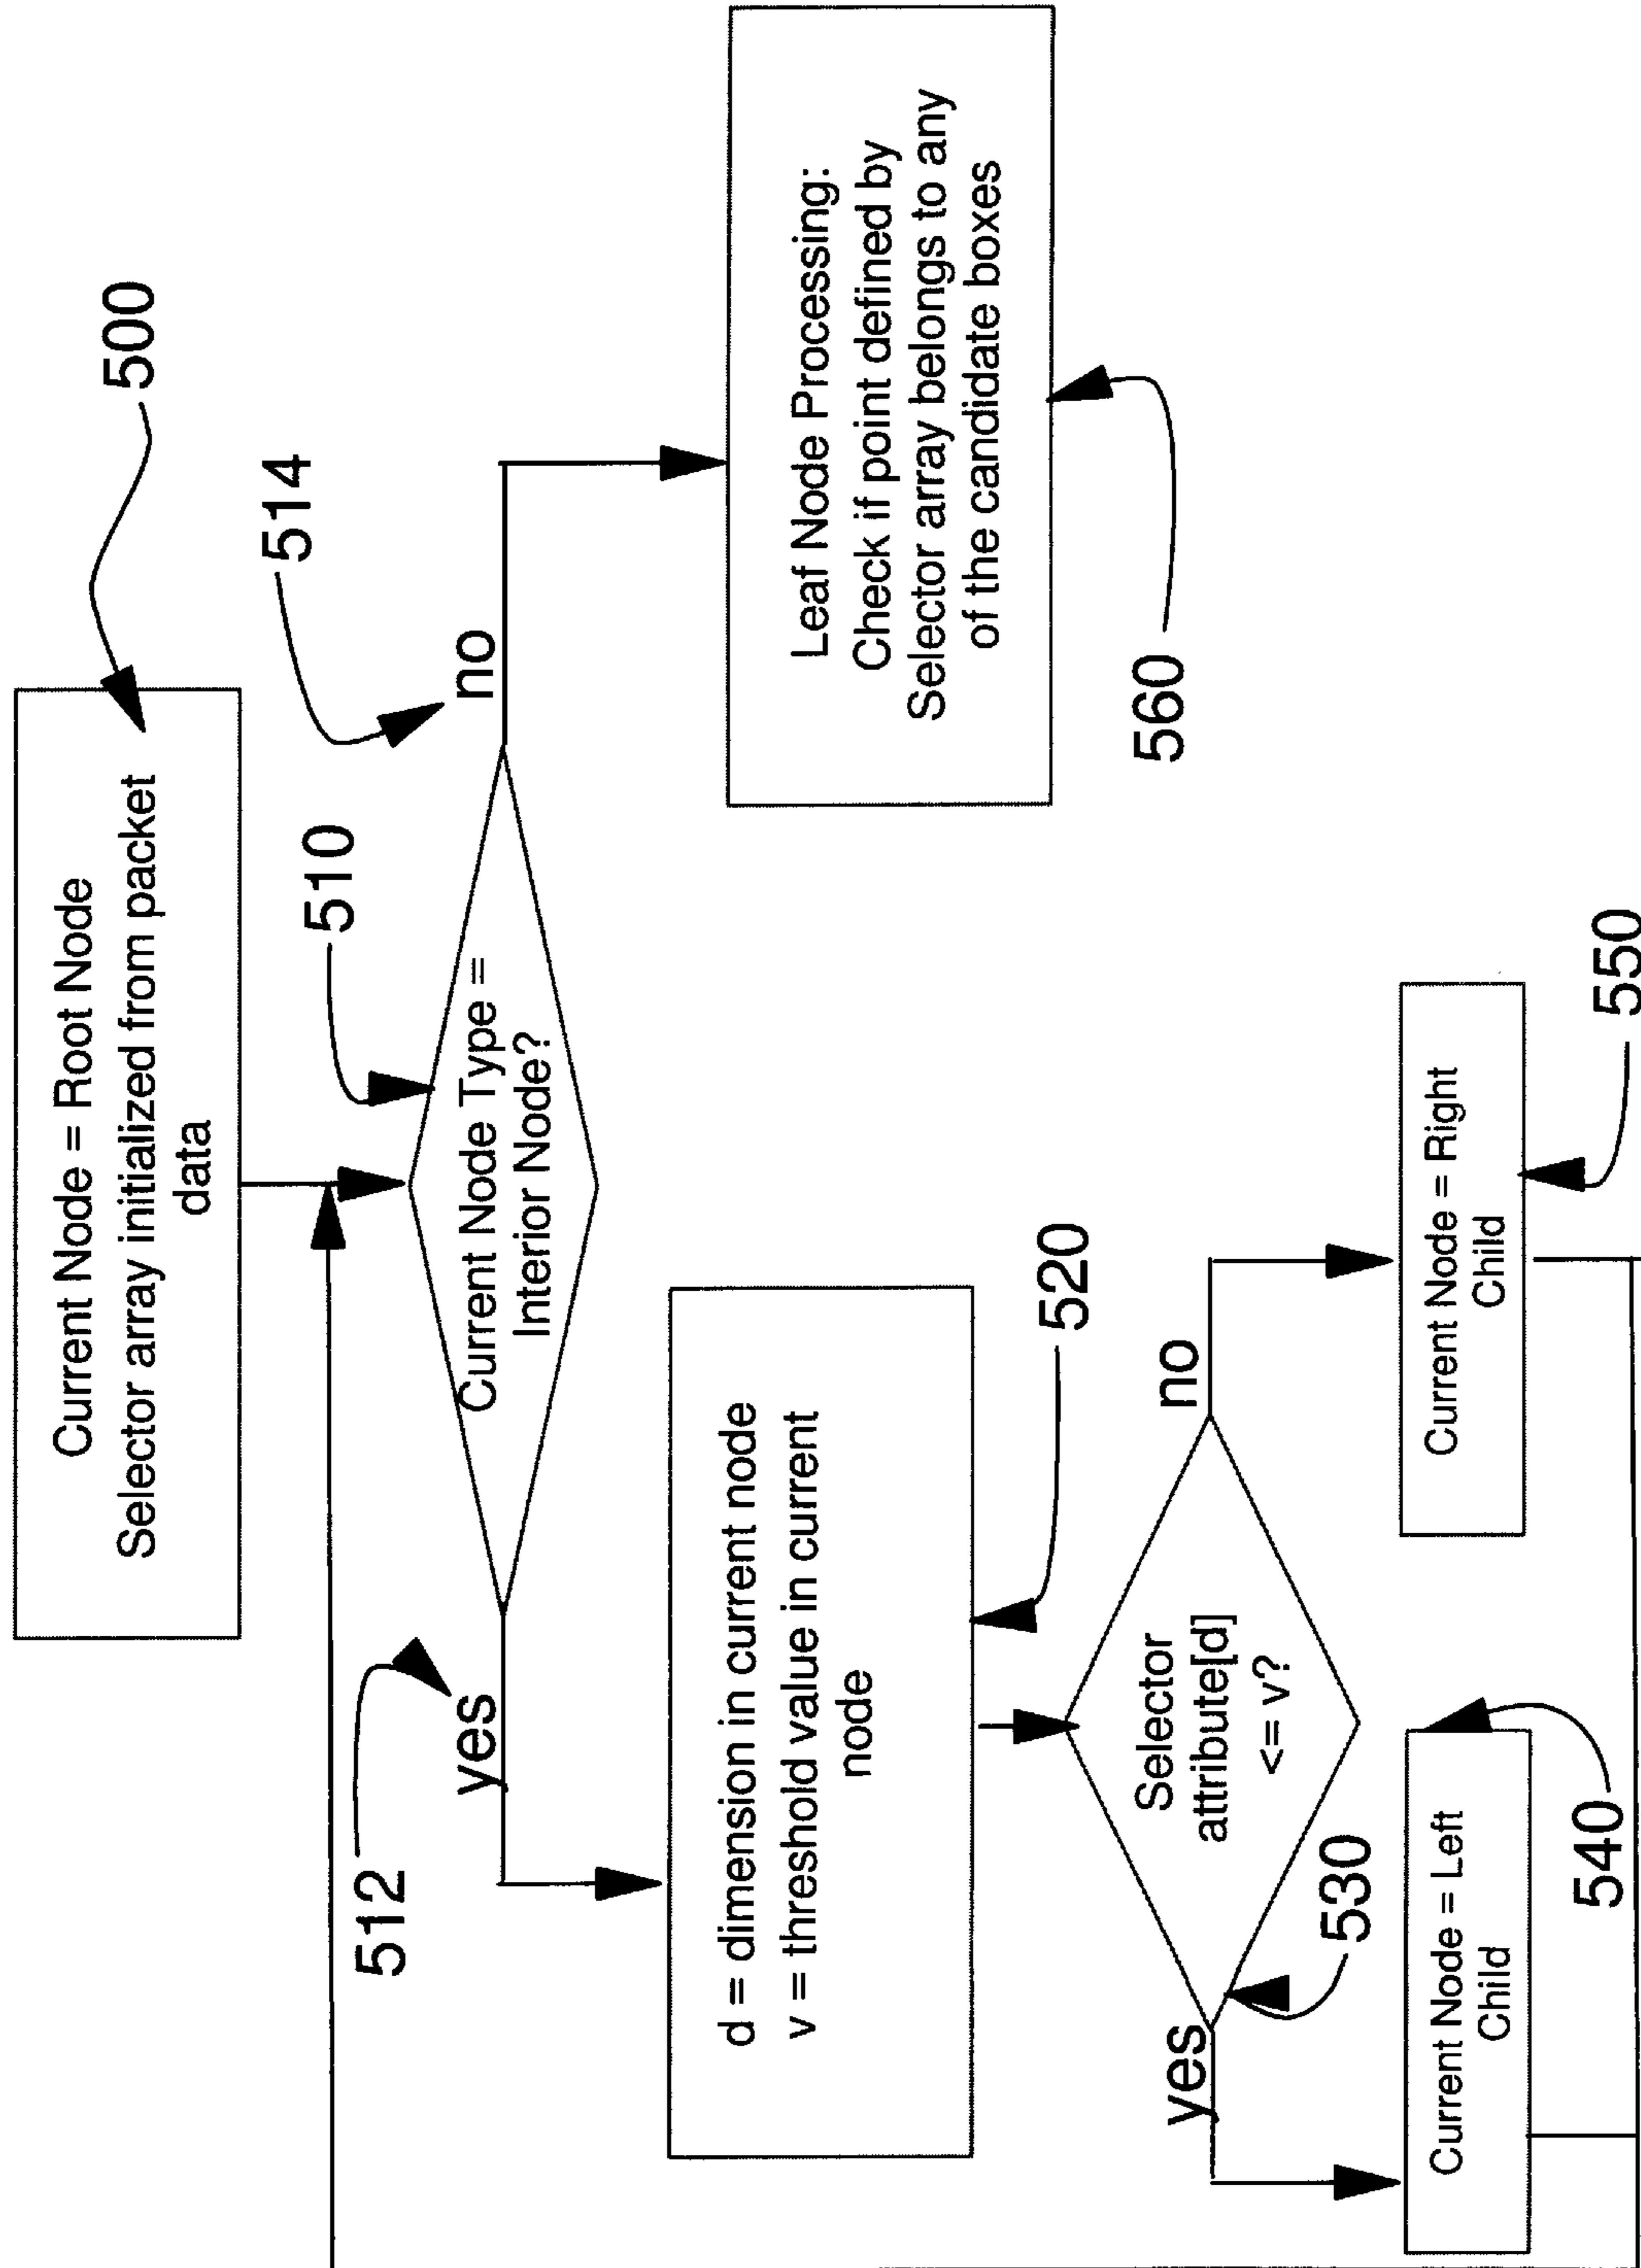 Current Node = Root Node
Selector array initialized from packet
data
500
510
Current Node Type =
Interior Node?
514
no
512
yes
Leaf Node Processing:
Check if point defined by
Selector array belongs to any
of the candidate boxes
560
d = dimension in current node
v = threshold value in current
node
520
Selector
attribute[d]
<= v?
yes
530
no
Current Node = Left
Child
540
Current Node = Right
Child
550